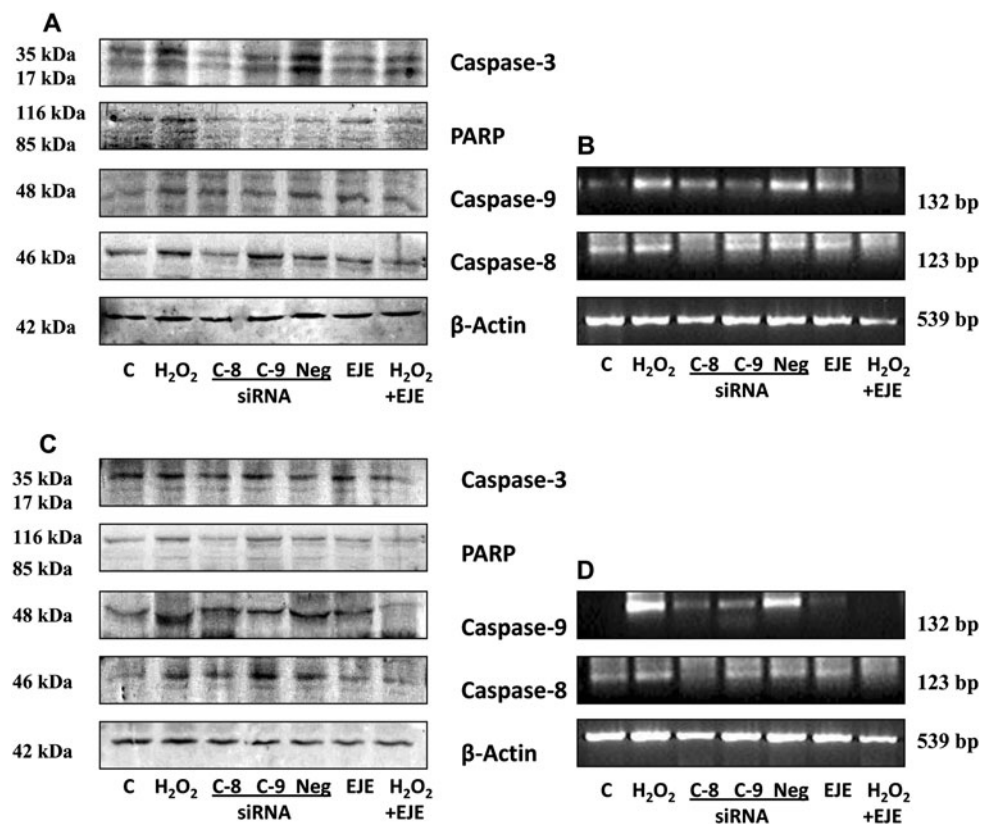 A
35 kDa
17 kDa
Caspase-3
116 kDa
85 kDa
PARP
48 kDa
Caspase-9
46 kDa
Caspase-8
42 kDa
β-Actin
C H₂O₂ C-8 C-9 Neg EJE H₂O₂
siRNA +EJE
B
132 bp
123 bp
539 bp
C H₂O₂ C-8 C-9 Neg EJE H₂O₂
siRNA +EJE
C
35 kDa
17 kDa
Caspase-3
116 kDa
85 kDa
PARP
48 kDa
Caspase-9
46 kDa
Caspase-8
42 kDa
β-Actin
C H₂O₂ C-8 C-9 Neg EJE H₂O₂
siRNA +EJE
D
132 bp
123 bp
539 bp
C H₂O₂ C-8 C-9 Neg EJE H₂O₂
siRNA +EJE